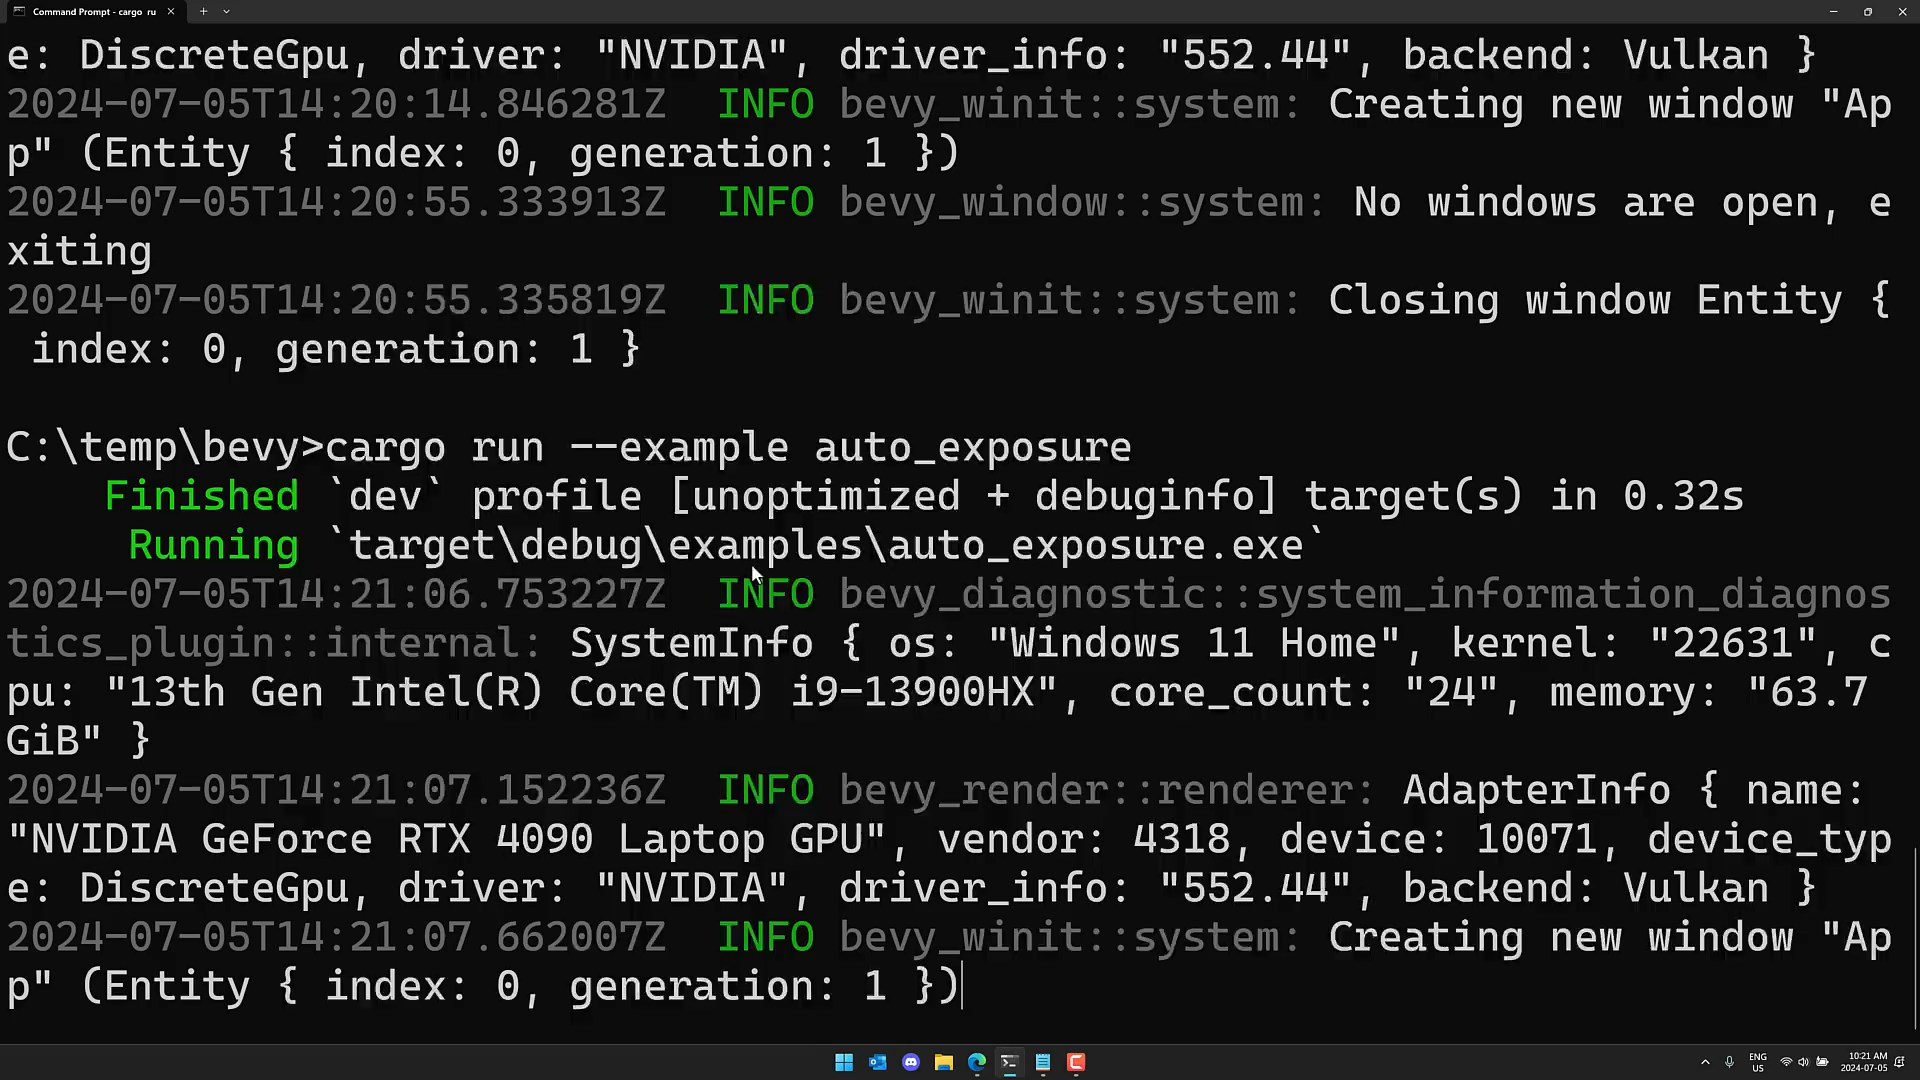 Command Prompt - cargo ru
e: DiscreteGpu, driver: "NVIDIA", driver_info: "552.44", backend: Vulkan }
2024-07-05T14:20:14.846281Z  INFO bevy_winit::system: Creating new window "Ap
p" (Entity { index: 0, generation: 1 })
2024-07-05T14:20:55.333913Z  INFO bevy_window::system: No windows are open, e
xiting
2024-07-05T14:20:55.335819Z  INFO bevy_winit::system: Closing window Entity {
 index: 0, generation: 1 }
C:\temp\bevy>cargo run --example auto_exposure
    Finished `dev` profile [unoptimized + debuginfo] target(s) in 0.32s
     Running `target\debug\examples\auto_exposure.exe`
2024-07-05T14:21:06.753227Z  INFO bevy_diagnostic::system_information_diagnos
tics_plugin::internal: SystemInfo { os: "Windows 11 Home", kernel: "22631", c
pu: "13th Gen Intel(R) Core(TM) i9-13900HX", core_count: "24", memory: "63.7 
GiB" }
2024-07-05T14:21:07.152236Z  INFO bevy_render::renderer: AdapterInfo { name: 
"NVIDIA GeForce RTX 4090 Laptop GPU", vendor: 4318, device: 10071, device_typ
e: DiscreteGpu, driver: "NVIDIA", driver_info: "552.44", backend: Vulkan }
2024-07-05T14:21:07.662007Z  INFO bevy_winit::system: Creating new window "Ap
p" (Entity { index: 0, generation: 1 })
ENG
US
10:21 AM
2024-07-05